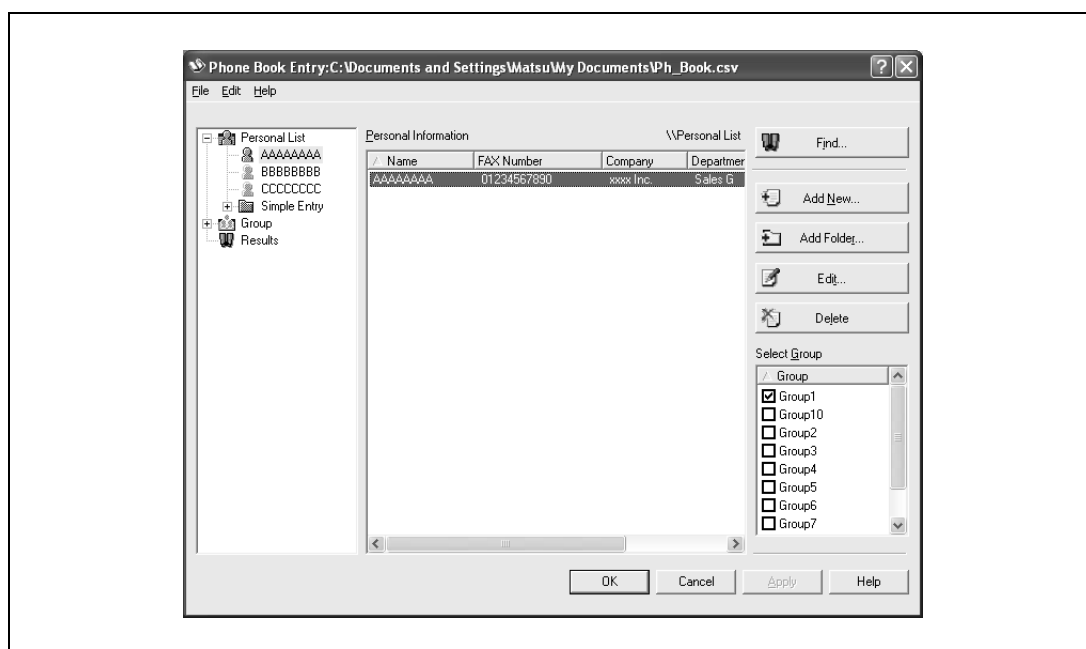 Phone Book Entry:C:\Documents and Settings\Matsu\My Documents\Ph_Book.csv
File Edit Help
Personal List
AAAAAAAA
BBBBBBBB
CCCCCCCC
Simple Entry
Group
Results
Personal Information \\Personal List
Name FAX Number Company Departmer
AAAAAAAA 01234567890 xxxx Inc. Sales G
Find...
Add New...
Add Folder...
Edit...
Delete
Select Group
Group
Group1
Group10
Group2
Group3
Group4
Group5
Group6
Group7
OK Cancel Apply Help